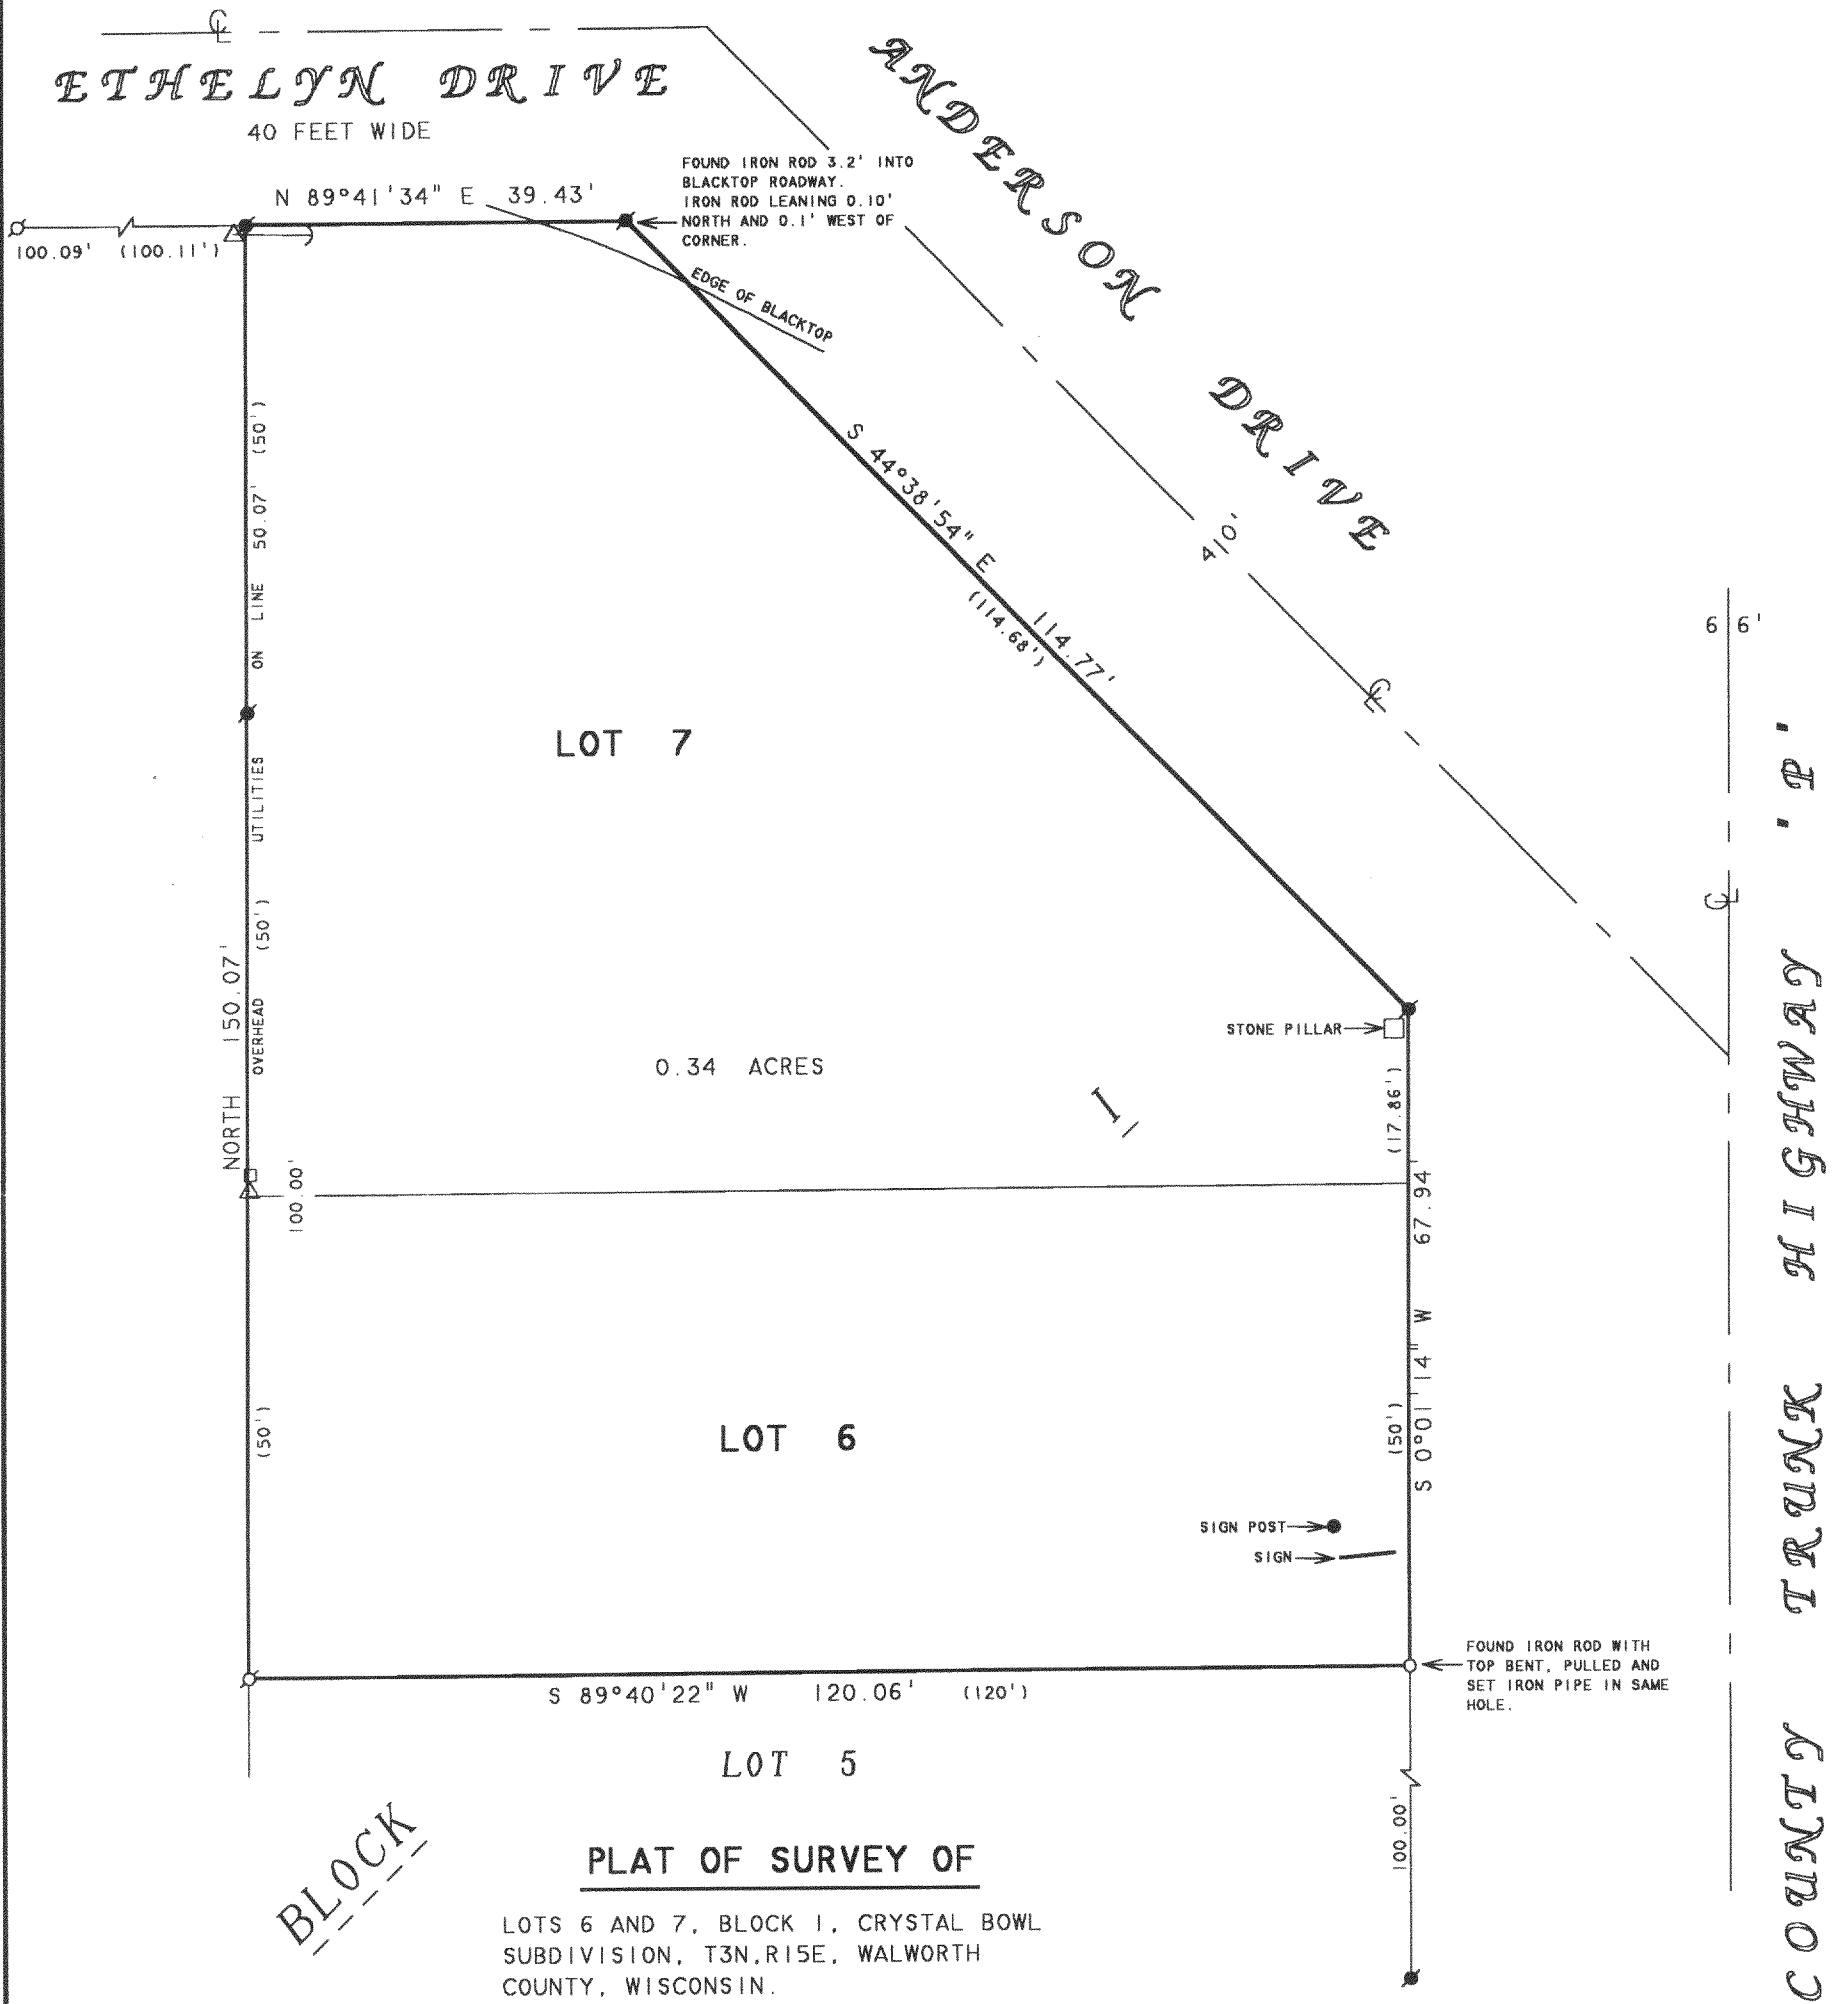 ETHELYN DRIVE
40 FEET WIDE
ANDERSON DRIVE
FOUND IRON ROD 3.2' INTO
BLACKTOP ROADWAY.
IRON ROD LEANING 0.10'
NORTH AND 0.1' WEST OF
CORNER.
N 89°41'34" E 39.43'
100.09' (100.11')
EDGE OF BLACKTOP
S 44°38'54" E 114.77'
(114.68')
40'
66'
(50')
50.07'
OVERHEAD UTILITIES ON LINE
(50')
NORTH 150.07'
LOT 7
0.34 ACRES
STONE PILLAR
(17.86')
1
100.00'
S 0°01'14" W 67.94'
(50')
(50')
LOT 6
SIGN POST
SIGN
FOUND IRON ROD WITH
TOP BENT, PULLED AND
SET IRON PIPE IN SAME
HOLE.
S 89°40'22" W 120.06' (120')
LOT 5
100.00'
BLOCK
COUNTY TRUNK HIGHWAY 'P'
PLAT OF SURVEY OF
LOTS 6 AND 7, BLOCK 1, CRYSTAL BOWL
SUBDIVISION, T3N,R15E, WALWORTH
COUNTY, WISCONSIN.